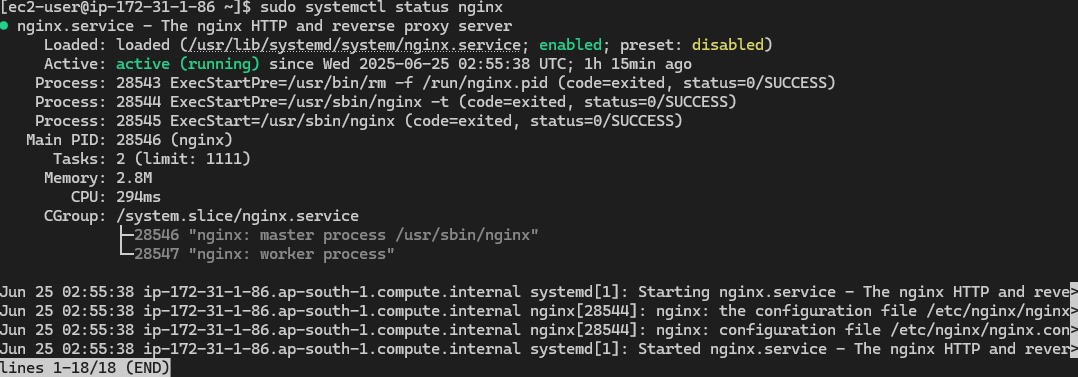 [ec2-user@ip-172-31-1-86 ~]$ sudo systemctl status nginx
● nginx.service - The nginx HTTP and reverse proxy server
     Loaded: loaded (/usr/lib/systemd/system/nginx.service; enabled; preset: disabled)
     Active: active (running) since Wed 2025-06-25 02:55:38 UTC; 1h 15min ago
    Process: 28543 ExecStartPre=/usr/bin/rm -f /run/nginx.pid (code=exited, status=0/SUCCESS)
    Process: 28544 ExecStartPre=/usr/sbin/nginx -t (code=exited, status=0/SUCCESS)
    Process: 28545 ExecStart=/usr/sbin/nginx (code=exited, status=0/SUCCESS)
   Main PID: 28546 (nginx)
      Tasks: 2 (limit: 1111)
     Memory: 2.8M
        CPU: 294ms
     CGroup: /system.slice/nginx.service
             ├─28546 "nginx: master process /usr/sbin/nginx"
             └─28547 "nginx: worker process"
Jun 25 02:55:38 ip-172-31-1-86.ap-south-1.compute.internal systemd[1]: Starting nginx.service - The nginx HTTP and reve>
Jun 25 02:55:38 ip-172-31-1-86.ap-south-1.compute.internal nginx[28544]: nginx: the configuration file /etc/nginx/nginx>
Jun 25 02:55:38 ip-172-31-1-86.ap-south-1.compute.internal nginx[28544]: nginx: configuration file /etc/nginx/nginx.con>
Jun 25 02:55:38 ip-172-31-1-86.ap-south-1.compute.internal systemd[1]: Started nginx.service - The nginx HTTP and rever>
lines 1-18/18 (END)